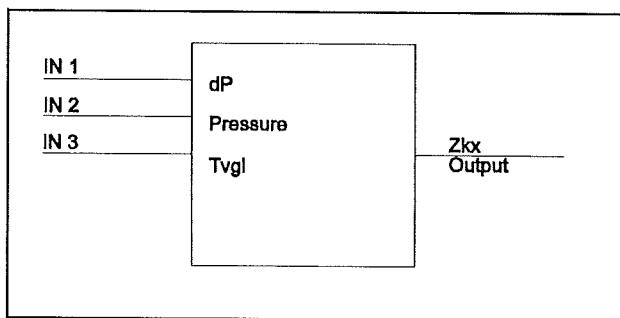 IN 1
dP
IN 2
Pressure
IN 3
Tvgl
Zkx
Output